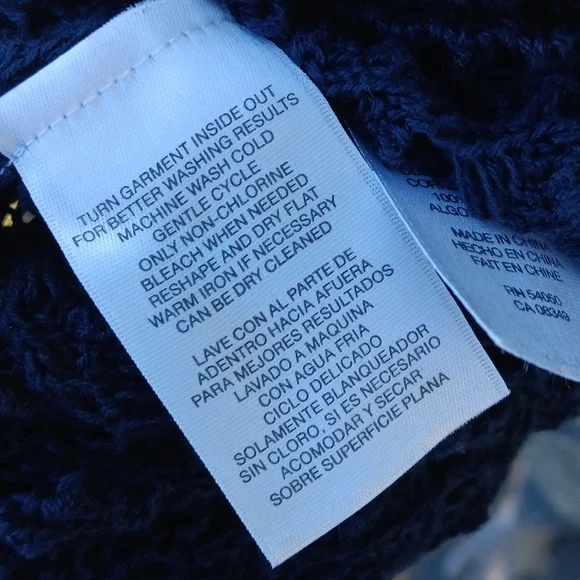 TURN GARMENT INSIDE OUT
FOR BETTER WASHING RESULTS
MACHINE WASH COLD
GENTLE CYCLE
ONLY NON-CHLORINE
BLEACH WHEN NEEDED
RESHAPE AND DRY FLAT
WARM IRON IF NECESSARY
CAN BE DRY CLEANED
LAVE CON AL PARTE DE
ADENTRO HACIA AFUERA
PARA MEJORES RESULTADOS
LAVADO A MAQUINA
CON AGUA FRIA
CICLO DELICADO
SOLAMENTE BLANQUEADOR
SIN CLORO, SI ES NECESARIO
ACOMODAR Y SECAR
SOBRE SUPERFICIE PLANA
100%
MADE IN CHINA
HECHO EN CHINA
FAIT EN CHINE
RN 54050
CA 08349